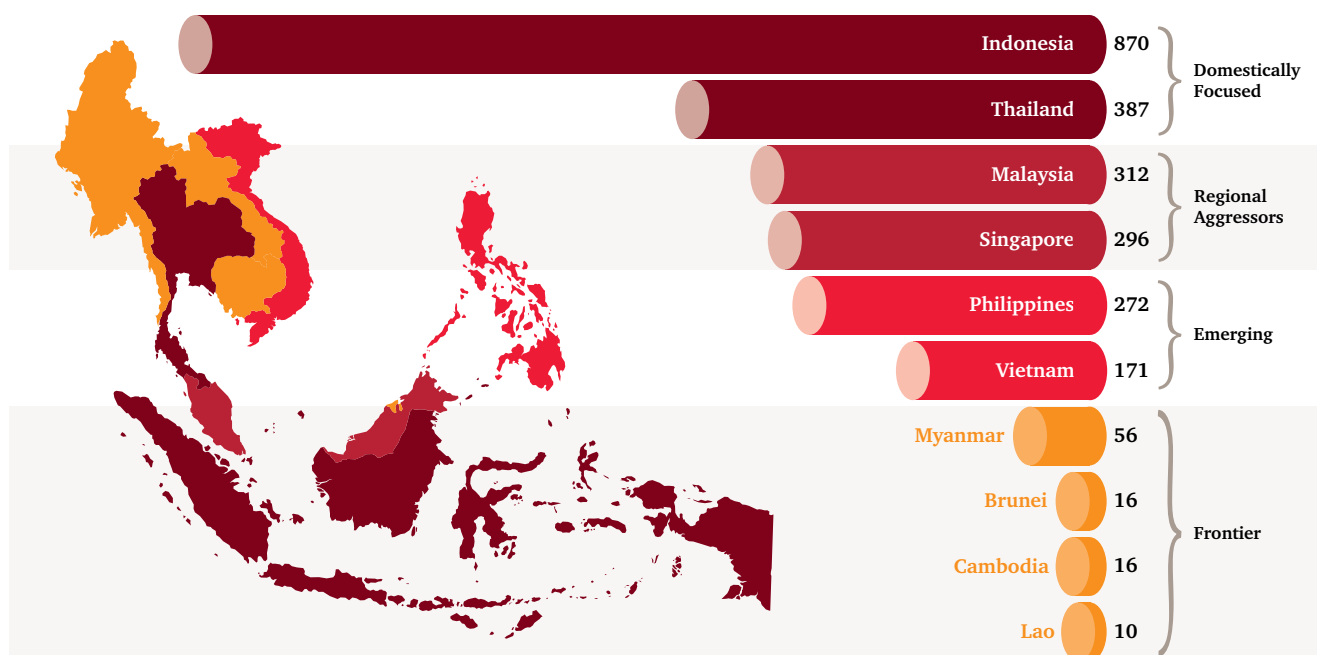 Indonesia 870
Thailand 387
Domestically
Focused
Malaysia 312
Singapore 296
Regional
Aggressors
Philippines 272
Vietnam 171
Emerging
Myanmar 56
Brunei 16
Cambodia 16
Lao 10
Frontier